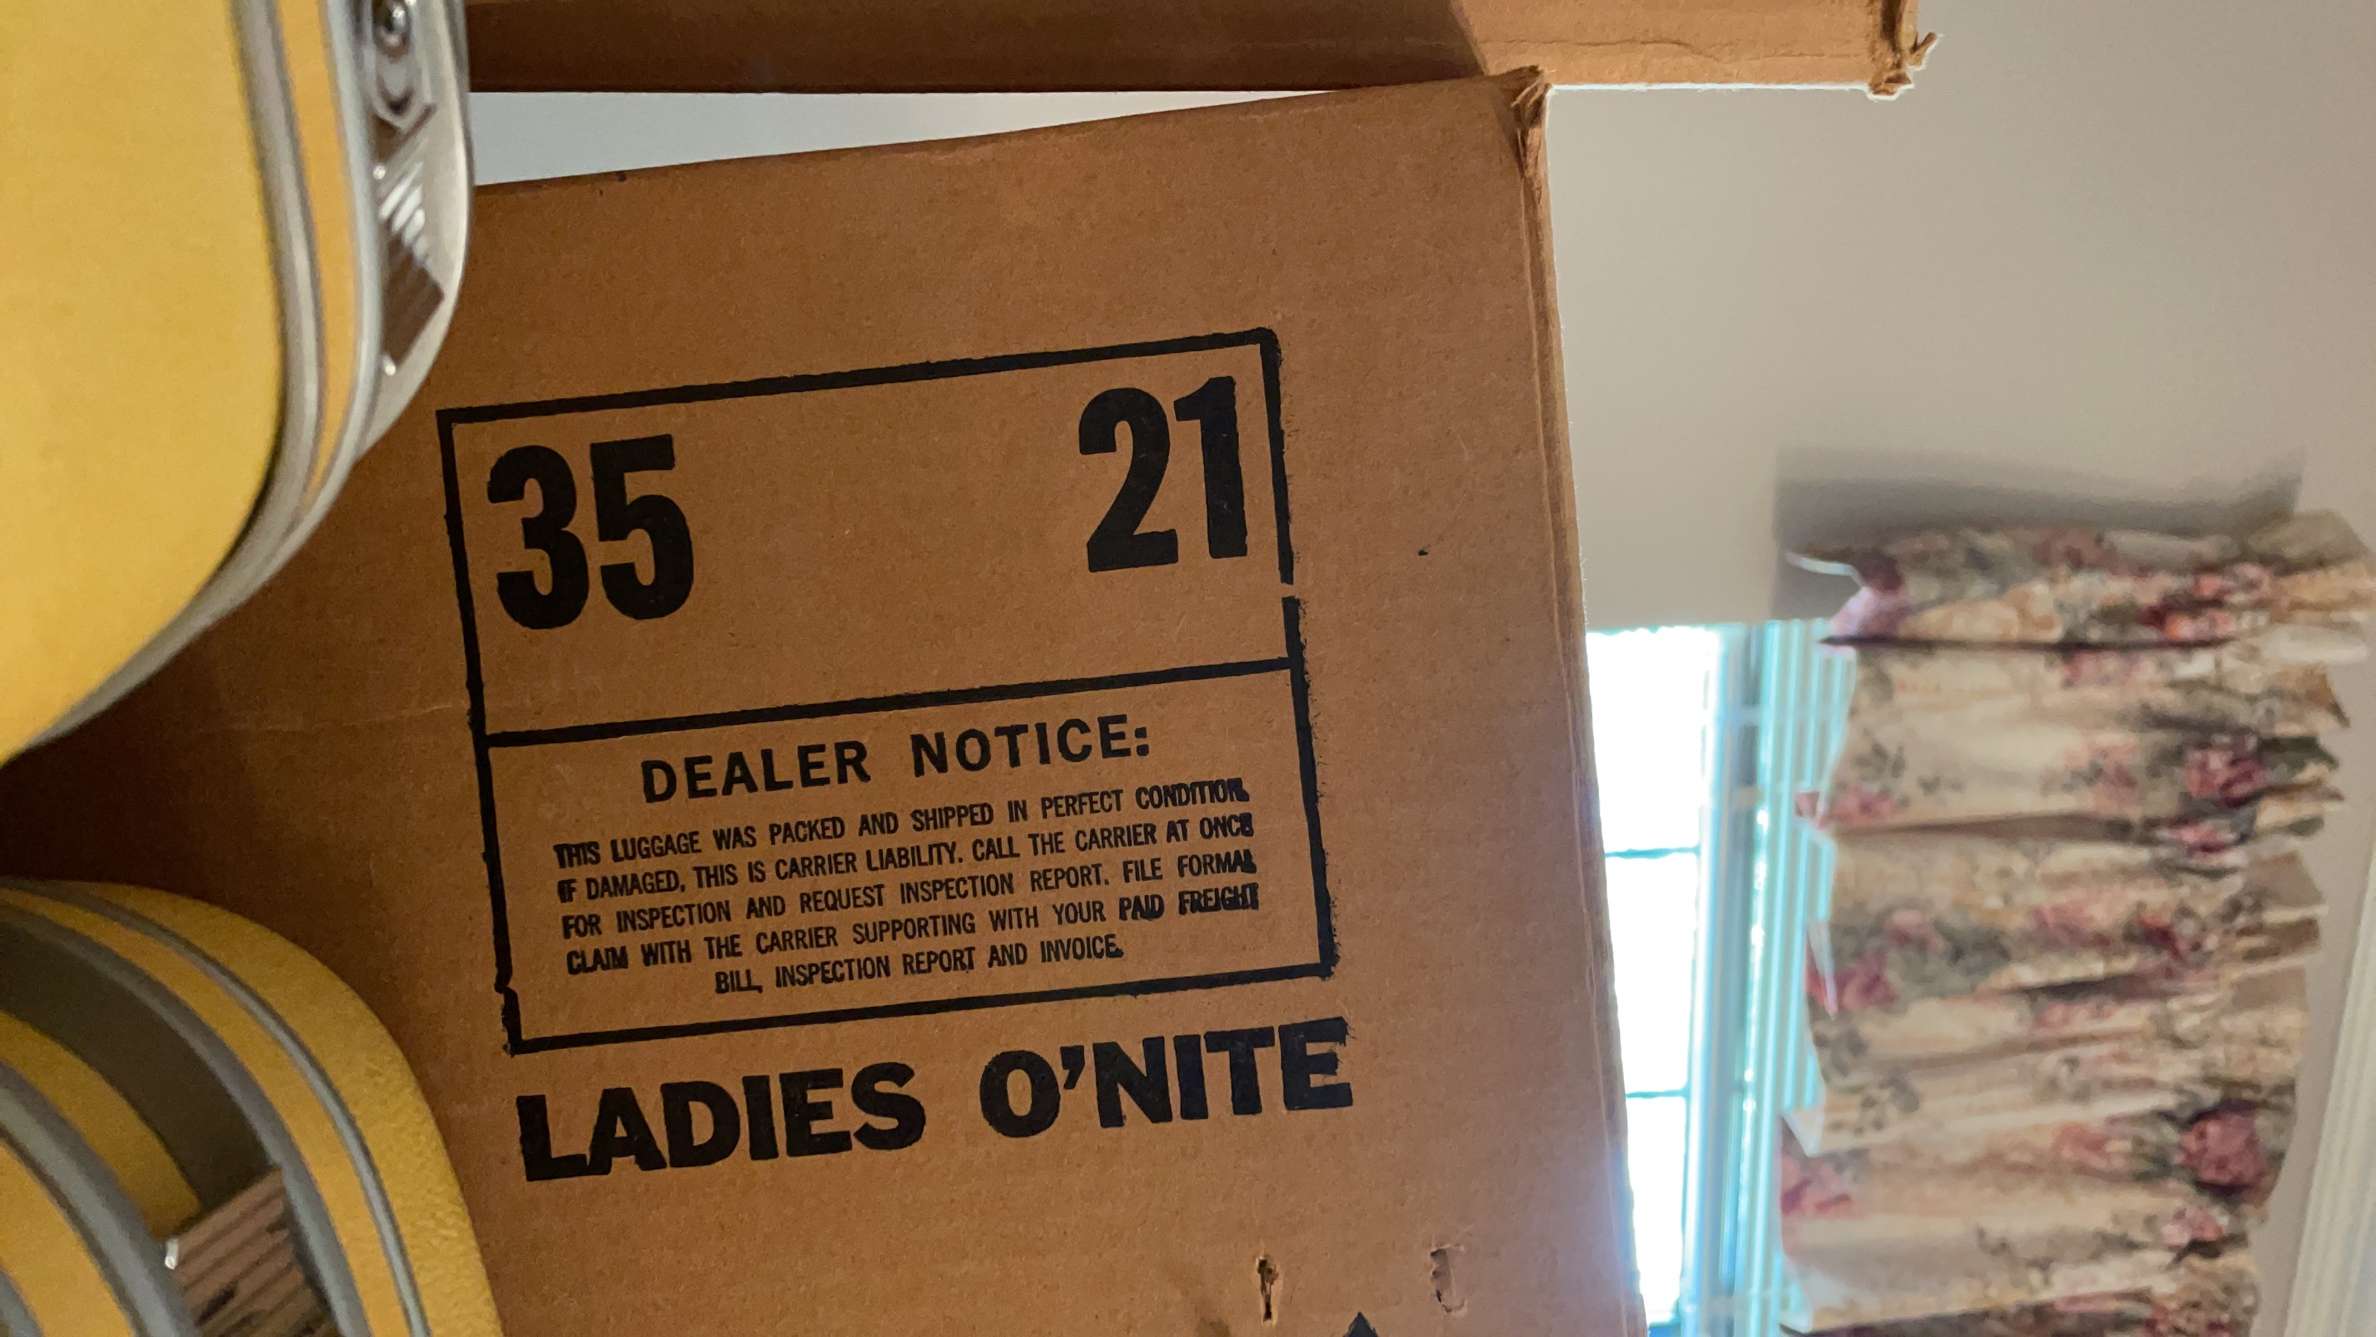 35 21
DEALER NOTICE:
THIS LUGGAGE WAS PACKED AND SHIPPED IN PERFECT CONDITION.
IF DAMAGED, THIS IS CARRIER LIABILITY. CALL THE CARRIER AT ONCE
FOR INSPECTION AND REQUEST INSPECTION REPORT. FILE FORMAL
CLAIM WITH THE CARRIER SUPPORTING WITH YOUR PAID FREIGHT
BILL, INSPECTION REPORT AND INVOICE.
LADIES O'NITE